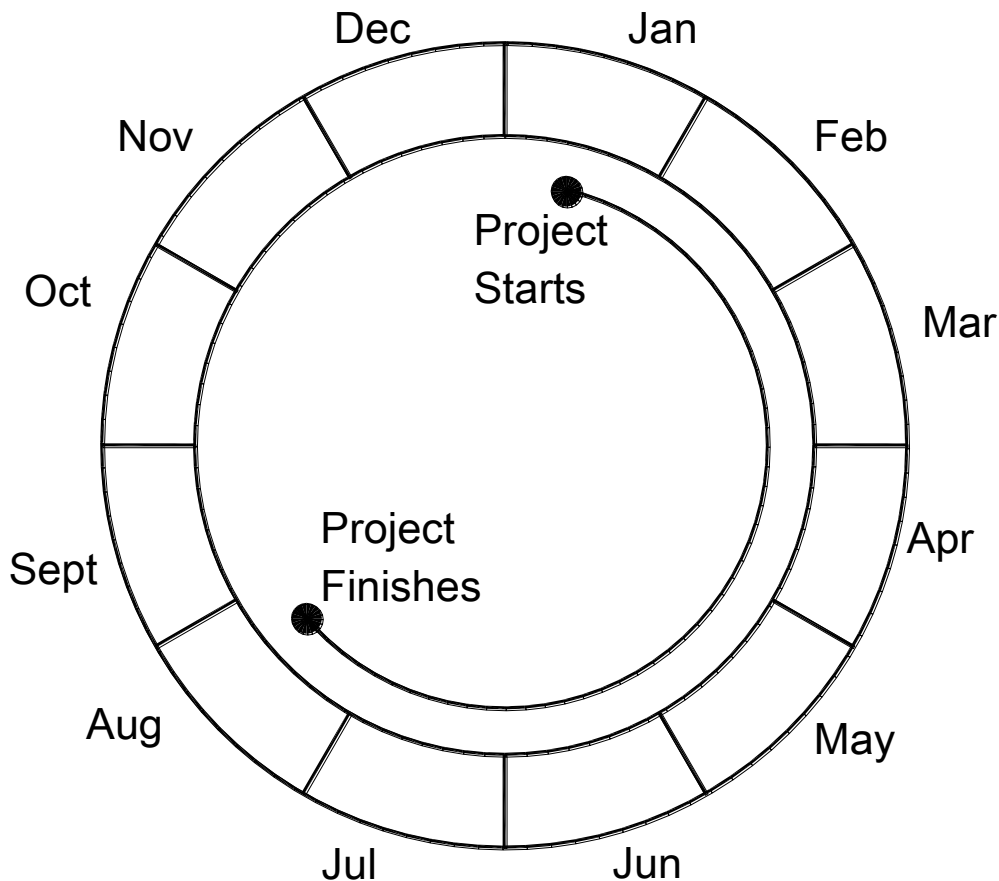 Dec
Jan
Nov
Feb
Project
Starts
Oct
Mar
Project
Finishes
Apr
Sept
Aug
May
Jul
Jun